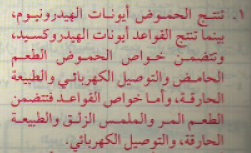 ١. تنتج الحموض أيونات الهيدرونيوم،
بينما تنتج القواعد أيونات الهيدروكسيد،
وتتضمن خواص الحموض الطعم
الحامض والتوصيل الكهربائي والطبيعة
الحارقة، وأما خواص القواعد فتتضمن
الطعم المر والملمس الزلق والطبيعة
الحارقة، والتوصيل الكهربائي.